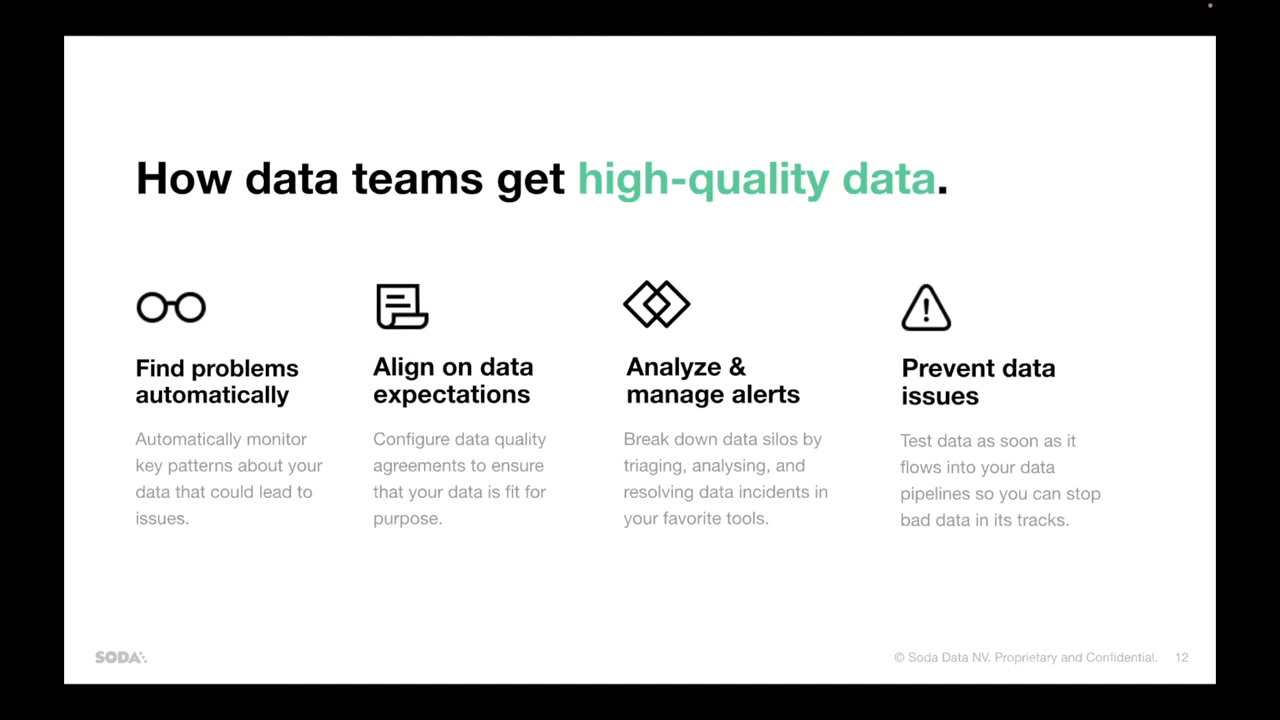 How data teams get high-quality data.
Find problems
automatically
Automatically monitor
key patterns about your
data that could lead to
issues.
Align on data
expectations
Configure data quality
agreements to ensure
that your data is fit for
purpose.
Analyze &
manage alerts
Break down data silos by
triaging, analysing, and
resolving data incidents in
your favorite tools.
Prevent data
issues
Test data as soon as it
flows into your data
pipelines so you can stop
bad data in its tracks.
SODA
© Soda Data NV. Proprietary and Confidential. 12